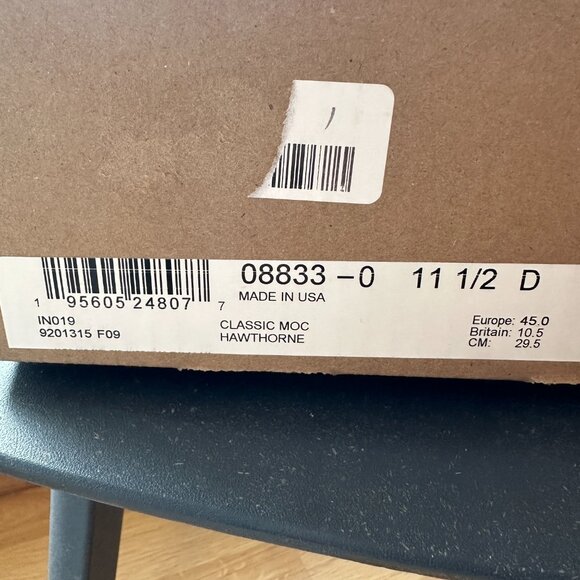 08833-0 11 1/2 D
MADE IN USA
1 95605 24807 7
IN019
9201315 F09
CLASSIC MOC
HAWTHORNE
Europe: 45.0
Britain: 10.5
CM: 29.5